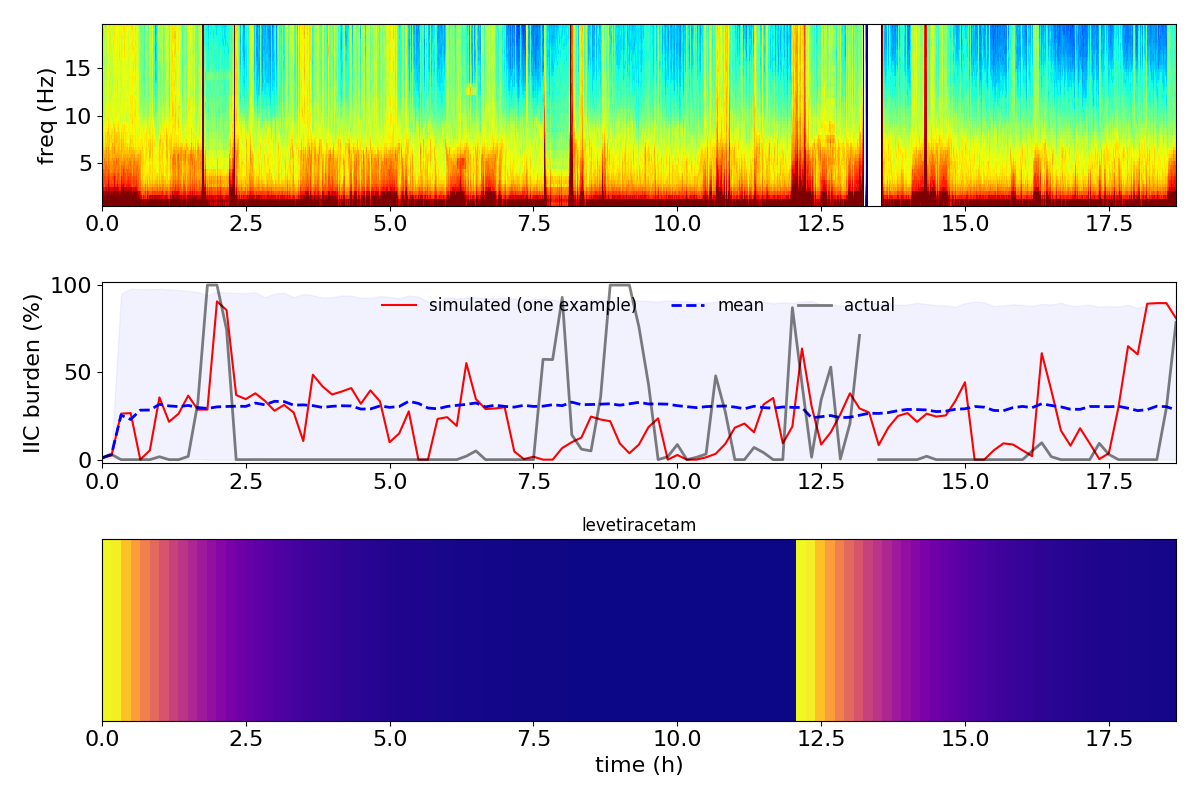 freq (Hz)
15
10
5
0.0 2.5 5.0 7.5 10.0 12.5 15.0 17.5
IIC burden (%)
100
50
0
simulated (one example) mean actual
0.0 2.5 5.0 7.5 10.0 12.5 15.0 17.5
levetiracetam
0.0 2.5 5.0 7.5 10.0 12.5 15.0 17.5
time (h)